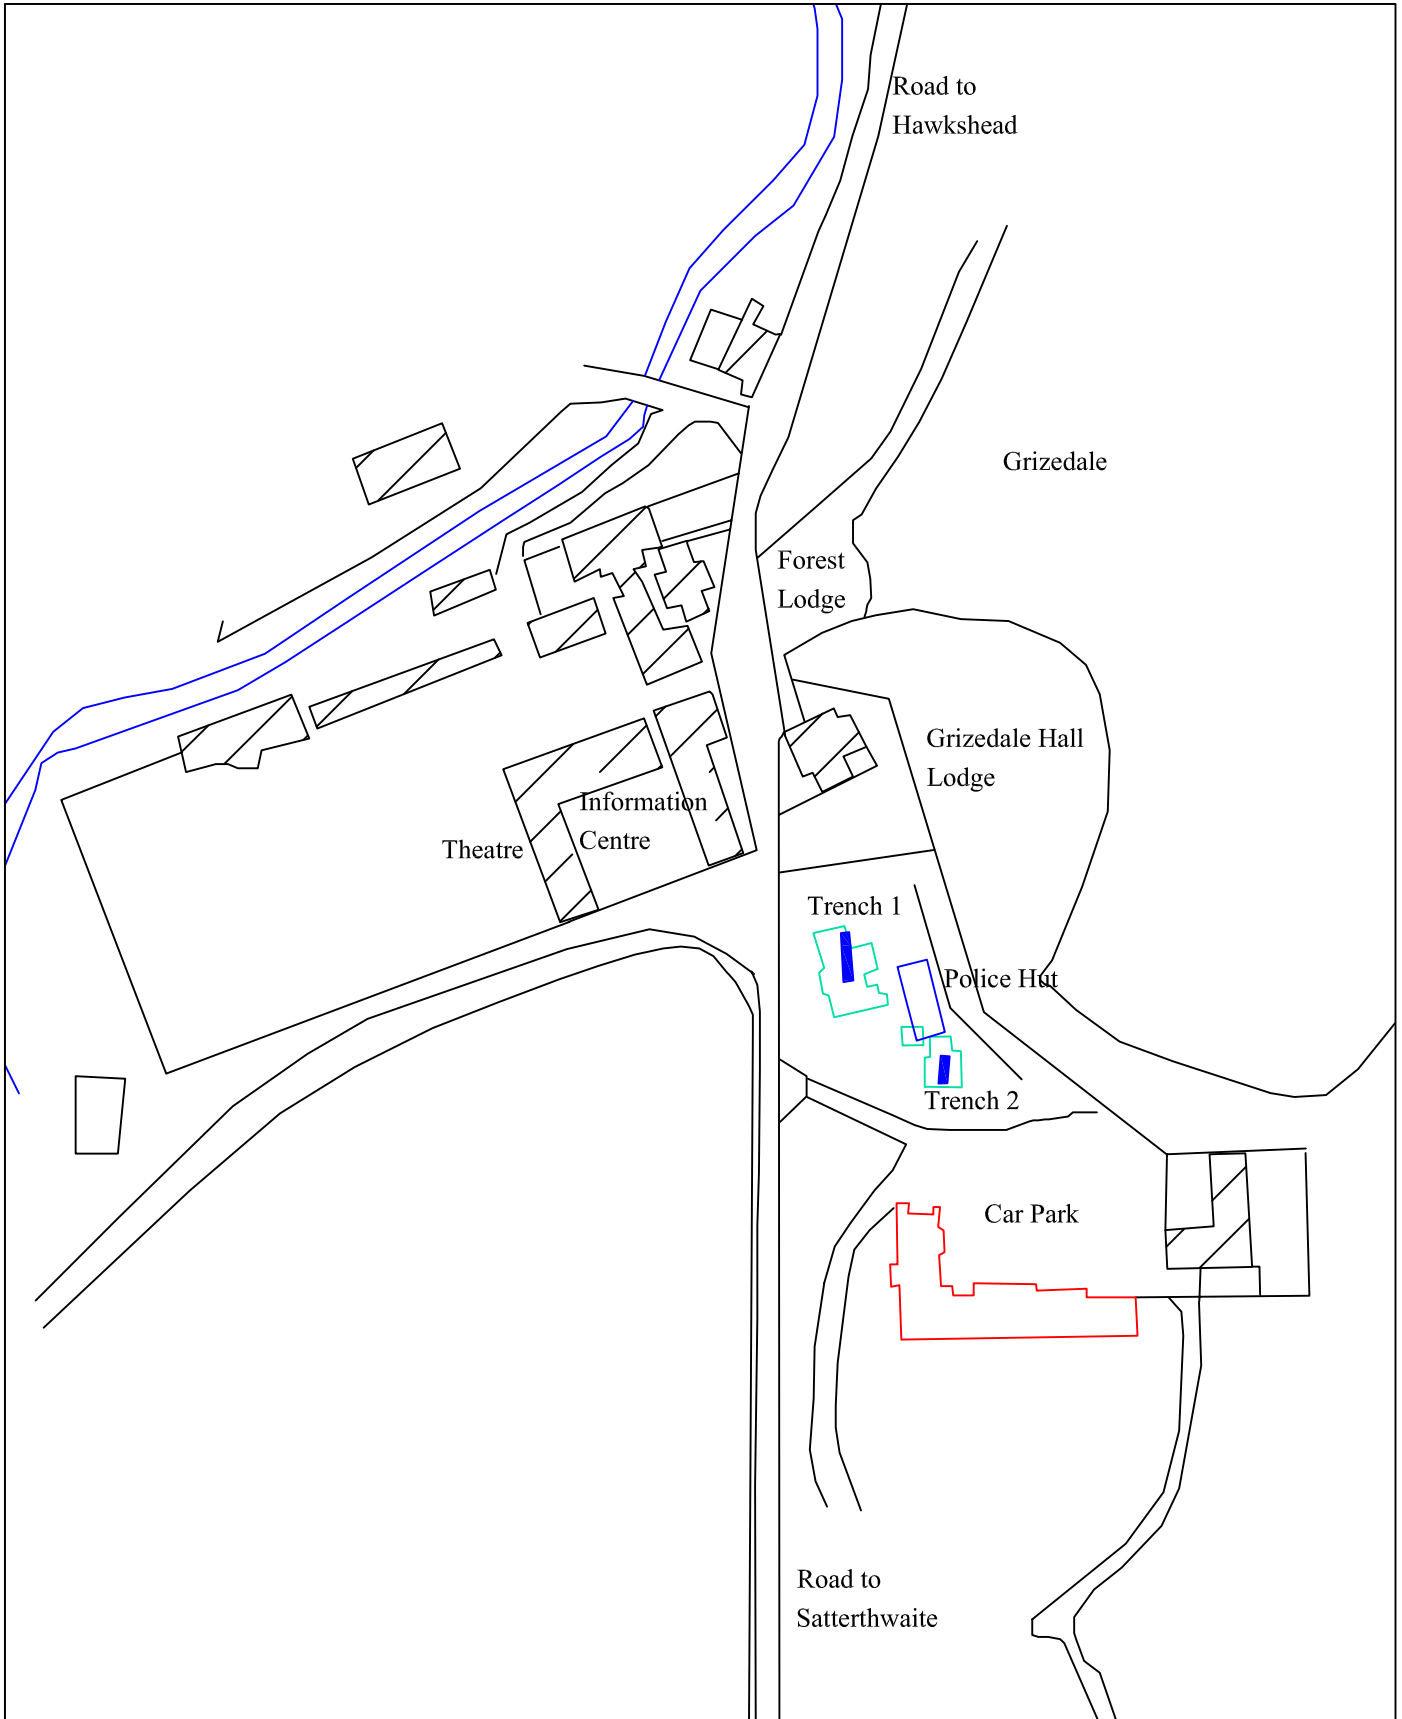 Road to
Hawkshead
Grizedale
Forest
Lodge
Grizedale Hall
Lodge
Information
Centre
Theatre
Trench 1
Police Hut
Trench 2
Car Park
Road to
Satterthwaite